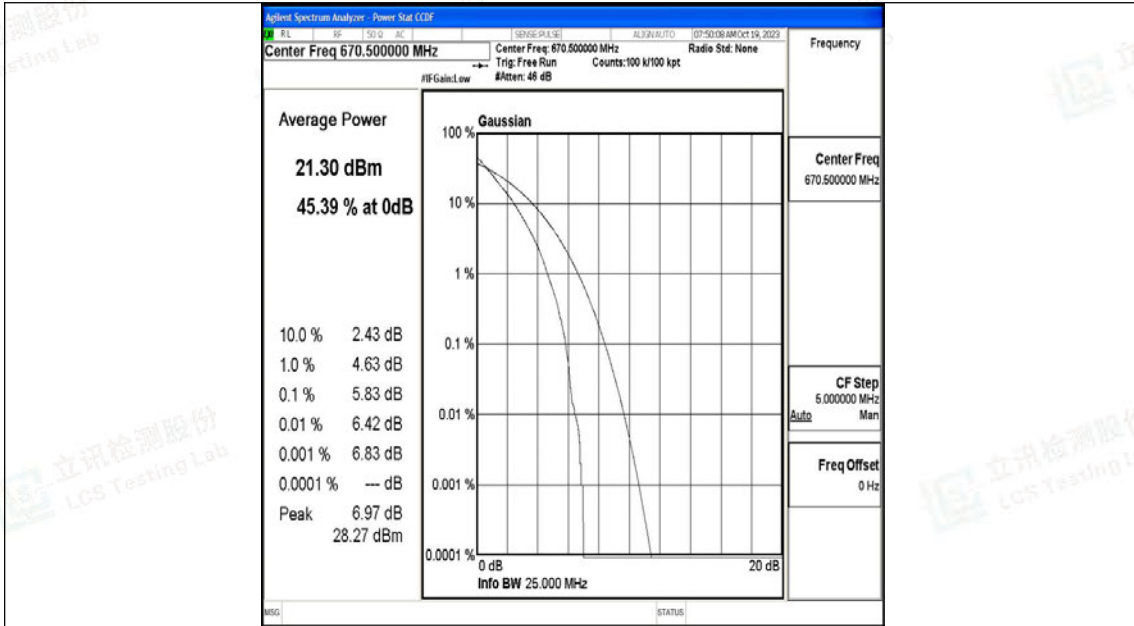 Agilent Spectrum Analyzer - Power Stat CCDF
RL RF 50 Ω AC SENSE:PULSE ALIGNAUTO 07:50:08 AM Oct 19, 2023
Center Freq 670.500000 MHz
Center Freq: 670.500000 MHz
Radio Std: None
Trig: Free Run Counts:100 k/100 kpt
#IFGain:Low #Atten: 46 dB
Frequency
Average Power
21.30 dBm
45.39 % at 0dB
10.0 % 2.43 dB
1.0 % 4.63 dB
0.1 % 5.83 dB
0.01 % 6.42 dB
0.001 % 6.83 dB
0.0001 % --- dB
Peak 6.97 dB
28.27 dBm
Gaussian
100 %
10 %
1 %
0.1 %
0.01 %
0.001 %
0.0001 %
0 dB 20 dB
Info BW 25.000 MHz
Center Freq
670.500000 MHz
CF Step
5.000000 MHz
Auto Man
Freq Offset
0 Hz
MSG STATUS
立讯检测股份
LCS Testing Lab